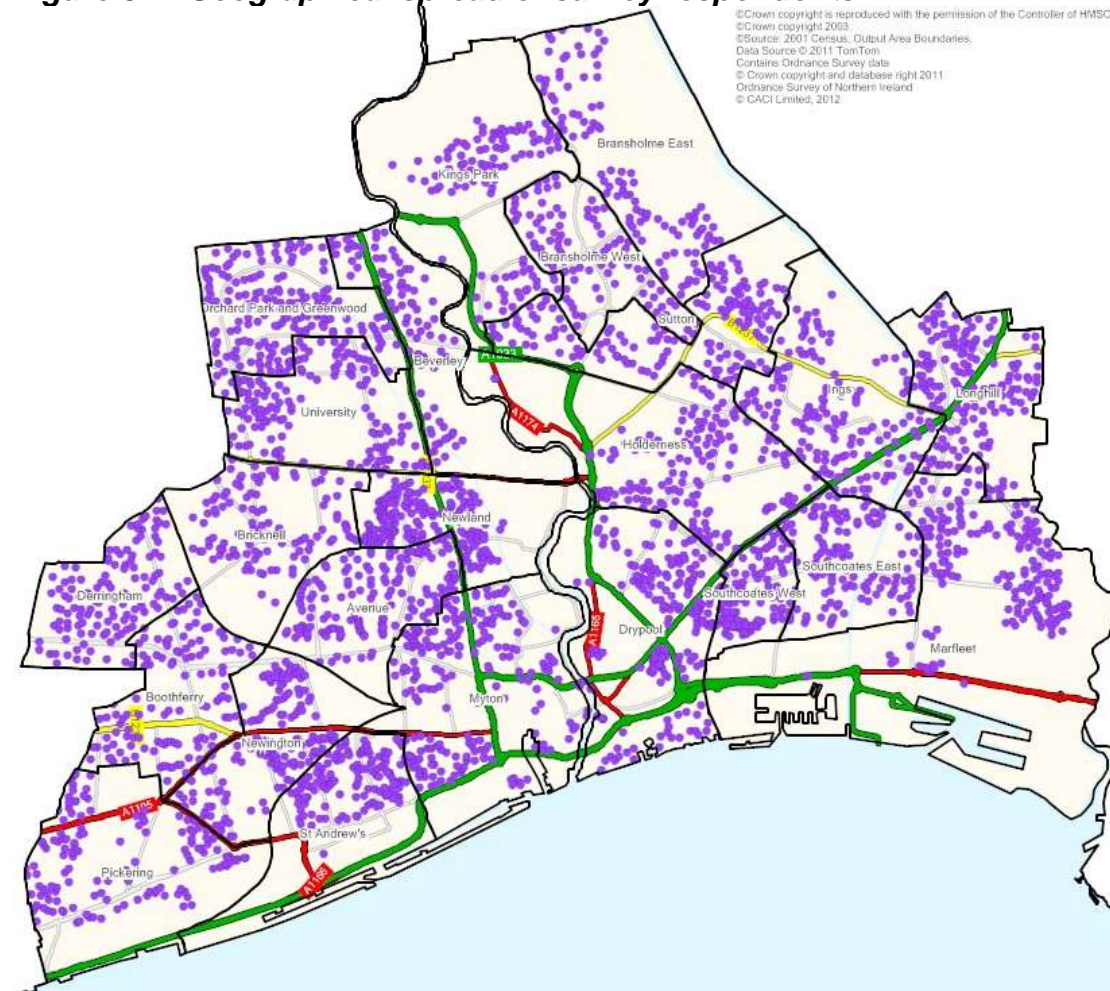 ©Crown copyright is reproduced with the permission of the Controller of HMSO
©Crown copyright 2003.
©Source: 2001 Census, Output Area Boundaries.
Data Source © 2011 TomTom
Contains Ordnance Survey data
© Crown copyright and database right 2011
Ordnance Survey of Northern Ireland
© CACI Limited, 2012
Bransholme East
Kings Park
Bransholme West
Orchard Park and Greenwood
Sutton
B1237
A1033
Beverley
Ings
Longhill
University
A1174
Holderness
Newland
Bricknell
Southcoates East
Derringham
Southcoates West
Avenue
A1165
Drypool
Marfleet
Boothferry
Myton
Newington
A1105
St Andrew's
Pickering
A1166